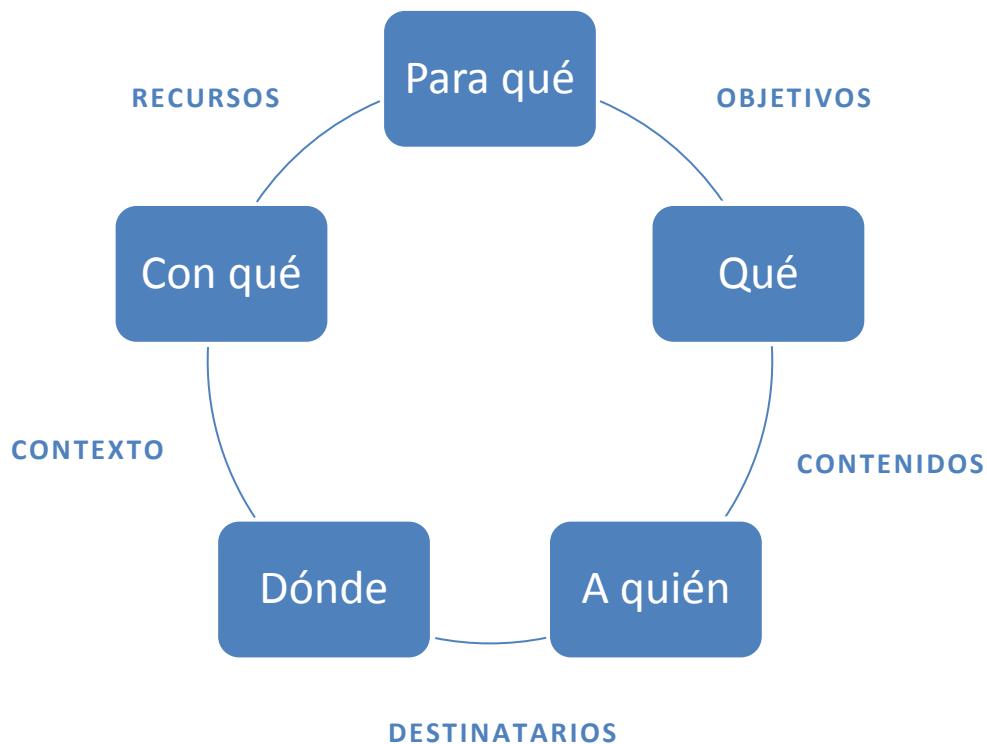 Para qué
RECURSOS
OBJETIVOS
Con qué
Qué
CONTEXTO
CONTENIDOS
Dónde
A quién
DESTINATARIOS